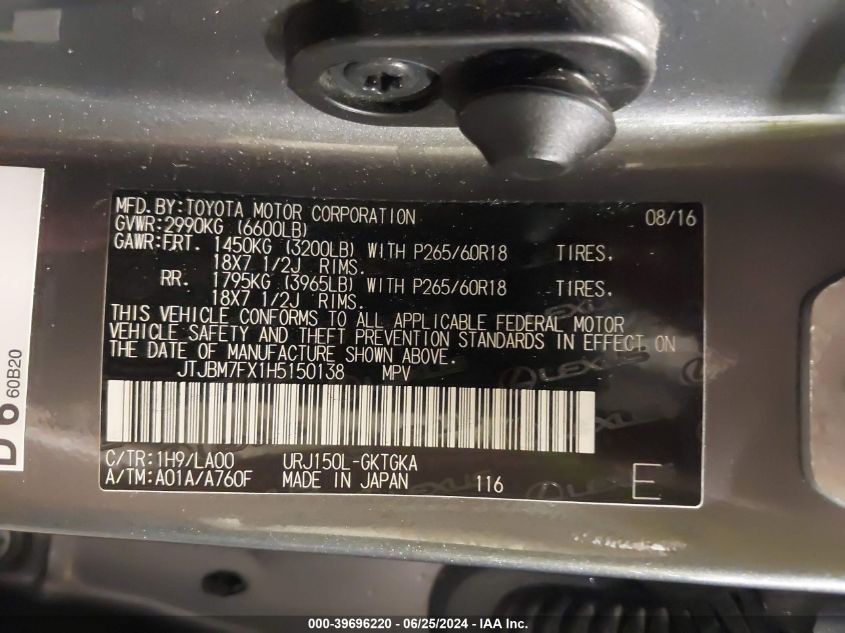 MFD.BY:TOYOTA MOTOR CORPORATION 08/16
GVWR:2990KG (6600LB)
GAWR:FRT. 1450KG (3200LB) WITH P265/60R18 TIRES,
18X7 1/2J RIMS.
RR. 1795KG (3965LB) WITH P265/60R18 TIRES,
18X7 1/2J RIMS.
THIS VEHICLE CONFORMS TO ALL APPLICABLE FEDERAL MOTOR
VEHICLE SAFETY AND THEFT PREVENTION STANDARDS IN EFFECT ON
THE DATE OF MANUFACTURE SHOWN ABOVE.
JTJBM7FX1H5150138 MPV
C/TR:1H9/LA00 URJ150L-GKTGKA
A/TM:A01A/A760F MADE IN JAPAN 116 E
60B20
000-39696220 / 06/25/2024 - IAA Inc.